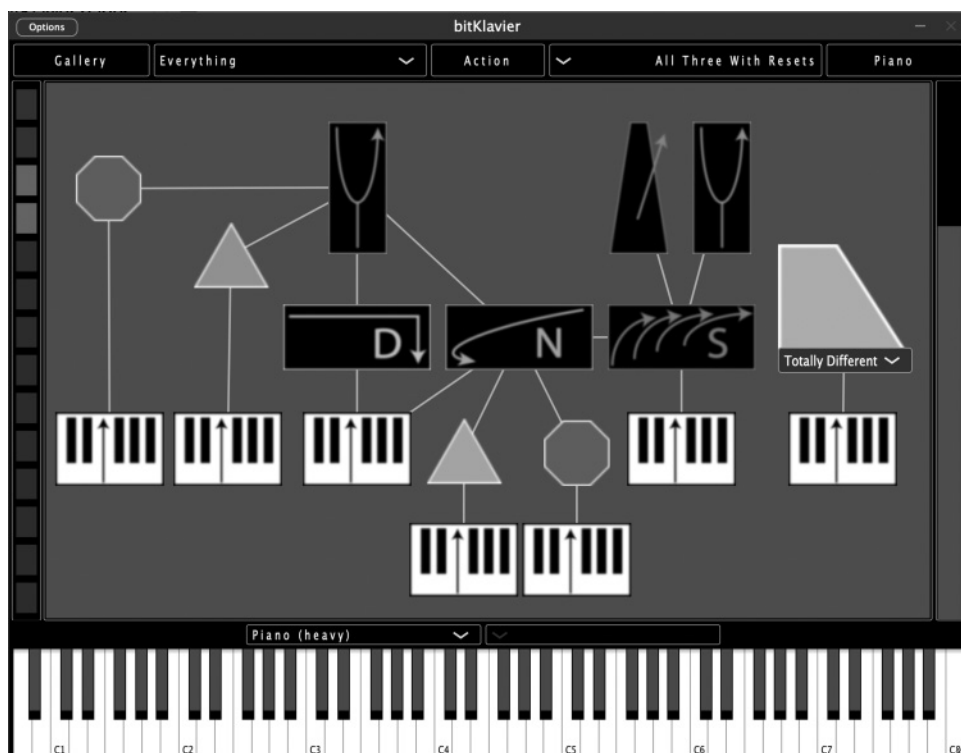 Options
bitKlavier
Gallery
Everything
Action
All Three With Resets
Piano
D
N
S
Totally Different
Piano (heavy)
C1 C2 C3 C4 C5 C6 C7 C8